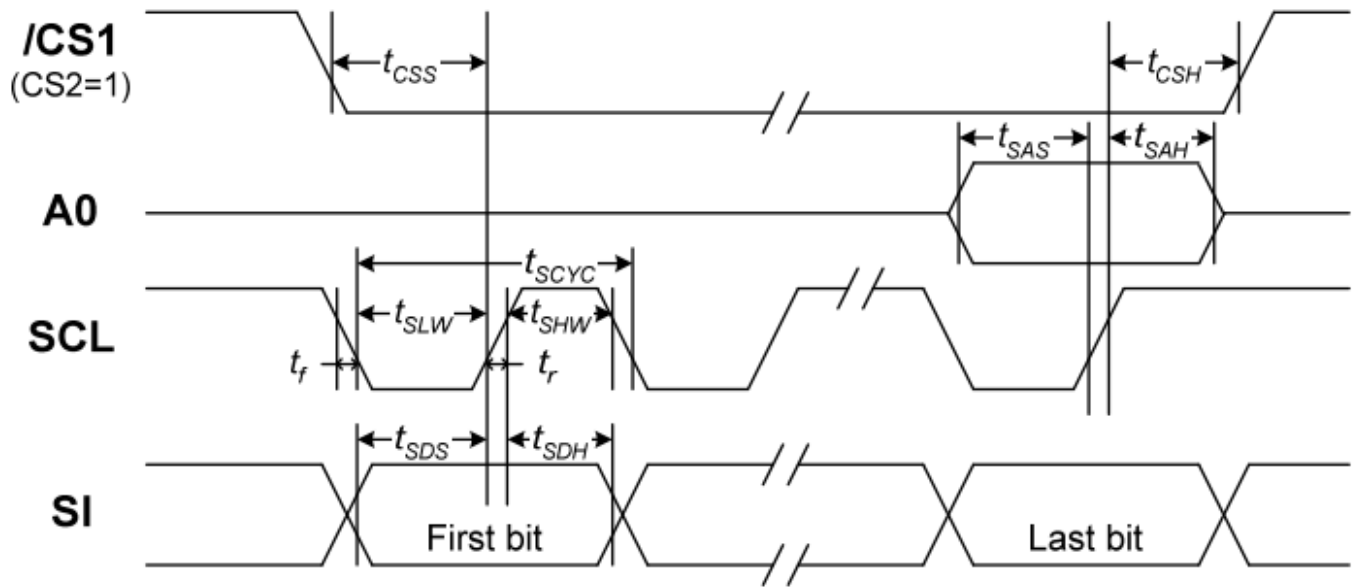 /CS1
(CS2=1)
tCSS
tCSH
tSAS
tSAH
A0
tSCYC
SCL
tSLW
tSHW
tf
tr
tSDS
tSDH
SI
First bit
Last bit